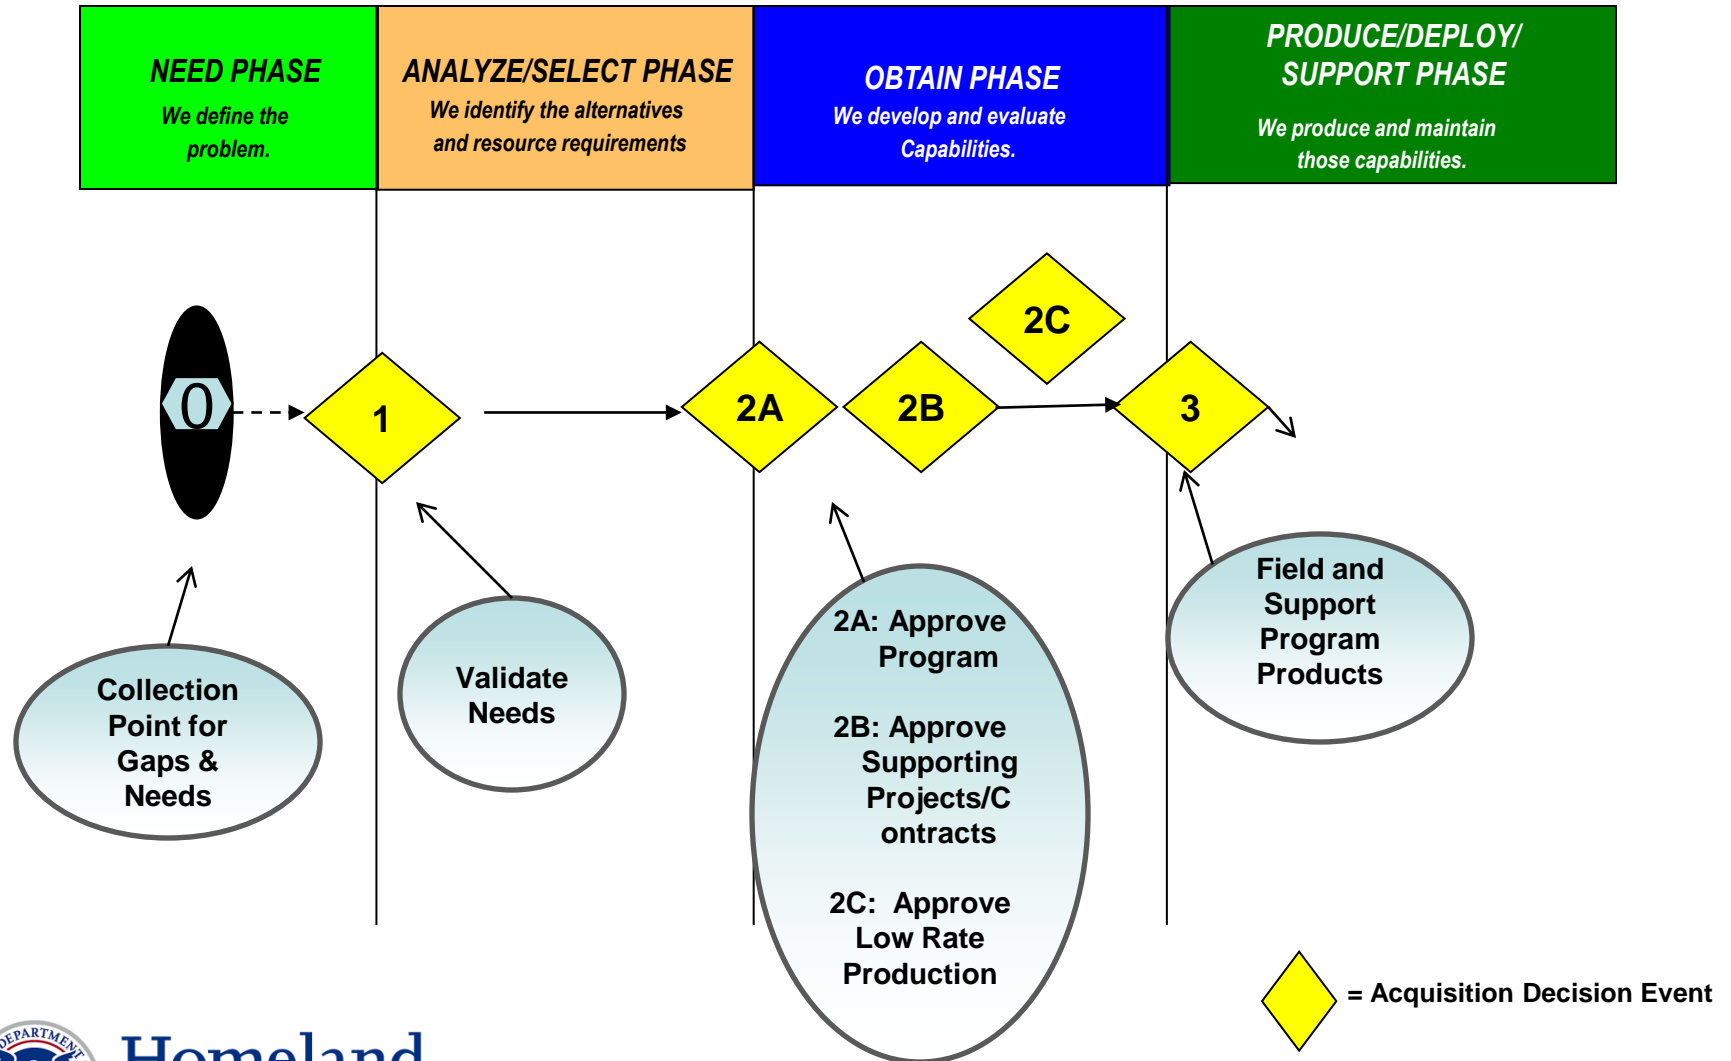 NEED PHASE
We define the
problem.
ANALYZE/SELECT PHASE
We identify the alternatives
and resource requirements
OBTAIN PHASE
We develop and evaluate
Capabilities.
PRODUCE/DEPLOY/
SUPPORT PHASE
We produce and maintain
those capabilities.
0
1
2A
2B
2C
3
Collection
Point for
Gaps &
Needs
Validate
Needs
2A: Approve
Program
2B: Approve
Supporting
Projects/C
ontracts
2C: Approve
Low Rate
Production
Field and
Support
Program
Products
= Acquisition Decision Event
DEPARTMEN
Homeland